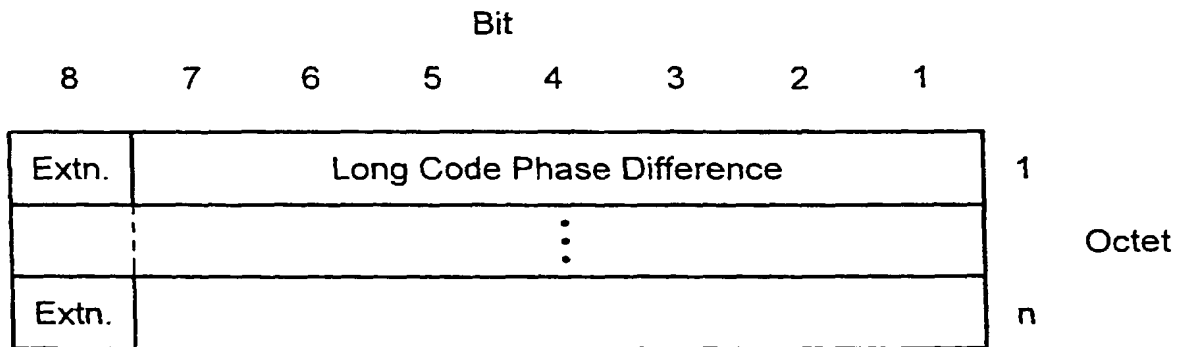 Bit
8 7 6 5 4 3 2 1
Extn. Long Code Phase Difference 1
Octet
Extn. n